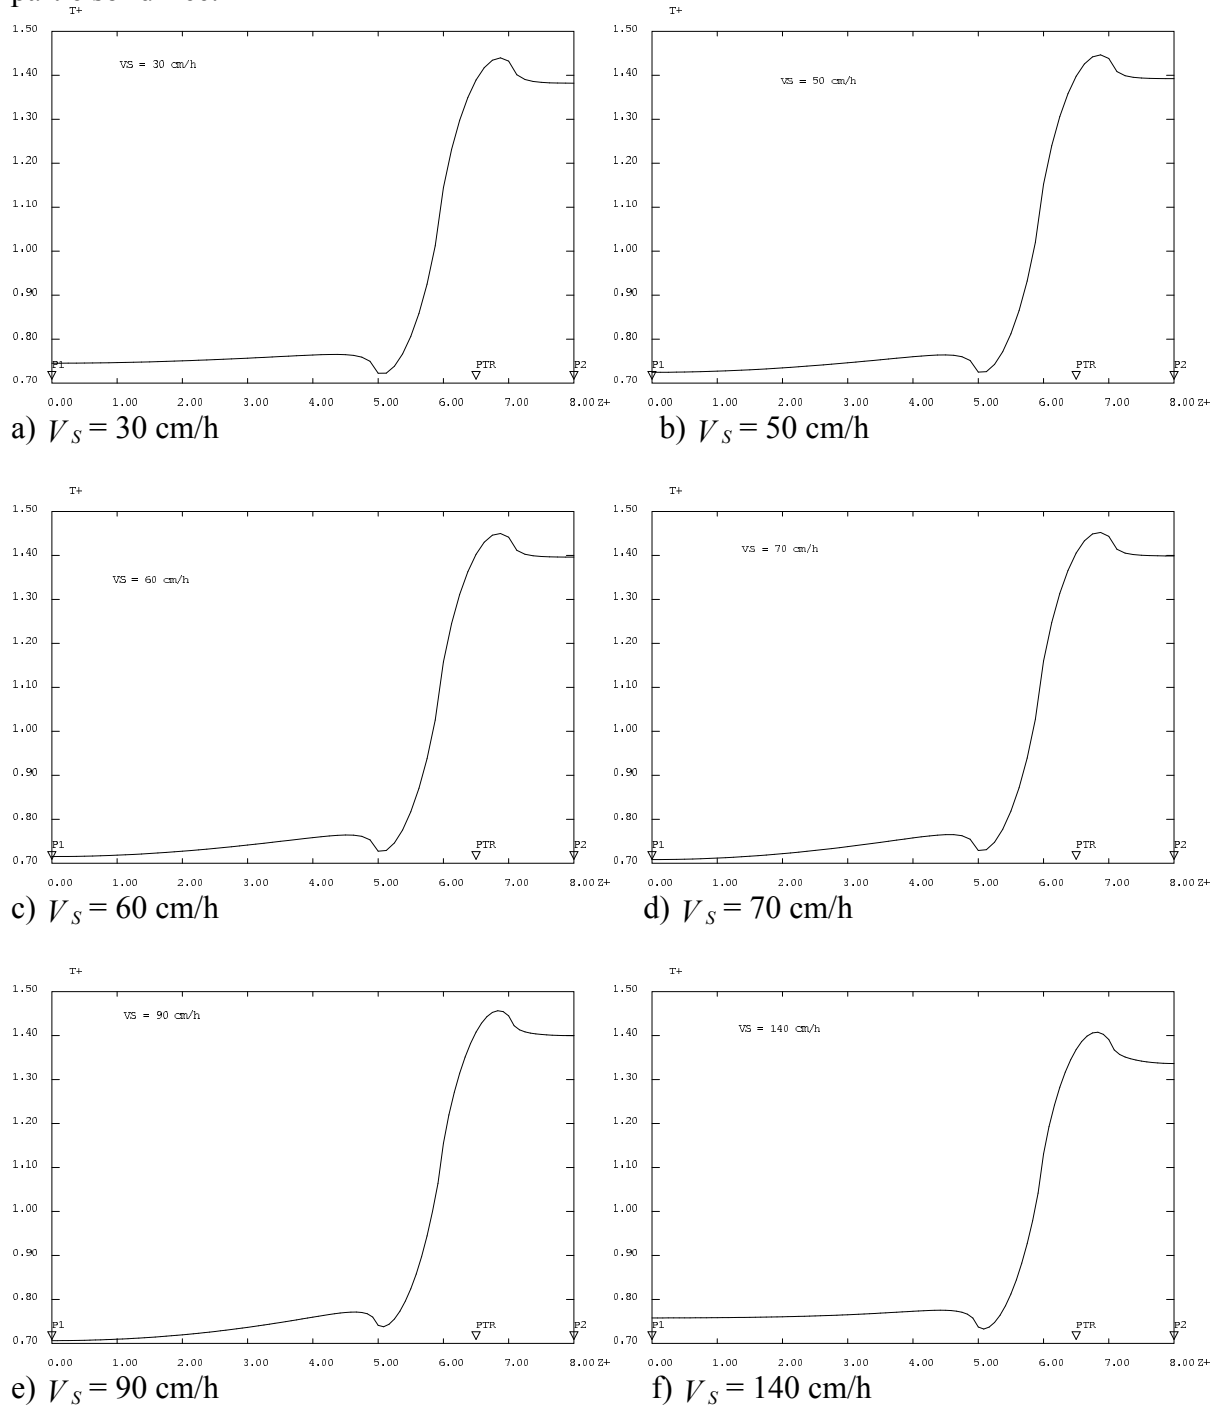 T+ T+
1.50 1.50
VS = 30 cm/h
1.40 1.40
VS = 50 cm/h
1.30 1.30
1.20 1.20
1.10 1.10
1.00 1.00
0.90 0.90
0.80 0.80
P1 PTR P2 P1 PTR P2
0.70 0.70
0.00 1.00 2.00 3.00 4.00 5.00 6.00 7.00 8.00 Z+ 0.00 1.00 2.00 3.00 4.00 5.00 6.00 7.00 8.00 Z+
a) V_S = 30 cm/h b) V_S = 50 cm/h
T+ T+
1.50 1.50
1.40 VS = 70 cm/h 1.40
VS = 60 cm/h
1.30 1.30
1.20 1.20
1.10 1.10
1.00 1.00
0.90 0.90
0.80 0.80
P1 PTR P2 P1 PTR P2
0.70 0.70
0.00 1.00 2.00 3.00 4.00 5.00 6.00 7.00 8.00 Z+ 0.00 1.00 2.00 3.00 4.00 5.00 6.00 7.00 8.00 Z+
c) V_S = 60 cm/h d) V_S = 70 cm/h
T+ T+
1.50 1.50
VS = 90 cm/h
VS = 140 cm/h
1.40 1.40
1.30 1.30
1.20 1.20
1.10 1.10
1.00 1.00
0.90 0.90
0.80 0.80
P1 PTR P2 P1 PTR P2
0.70 0.70
0.00 1.00 2.00 3.00 4.00 5.00 6.00 7.00 8.00 Z+ 0.00 1.00 2.00 3.00 4.00 5.00 6.00 7.00 8.00 Z+
e) V_S = 90 cm/h f) V_S = 140 cm/h